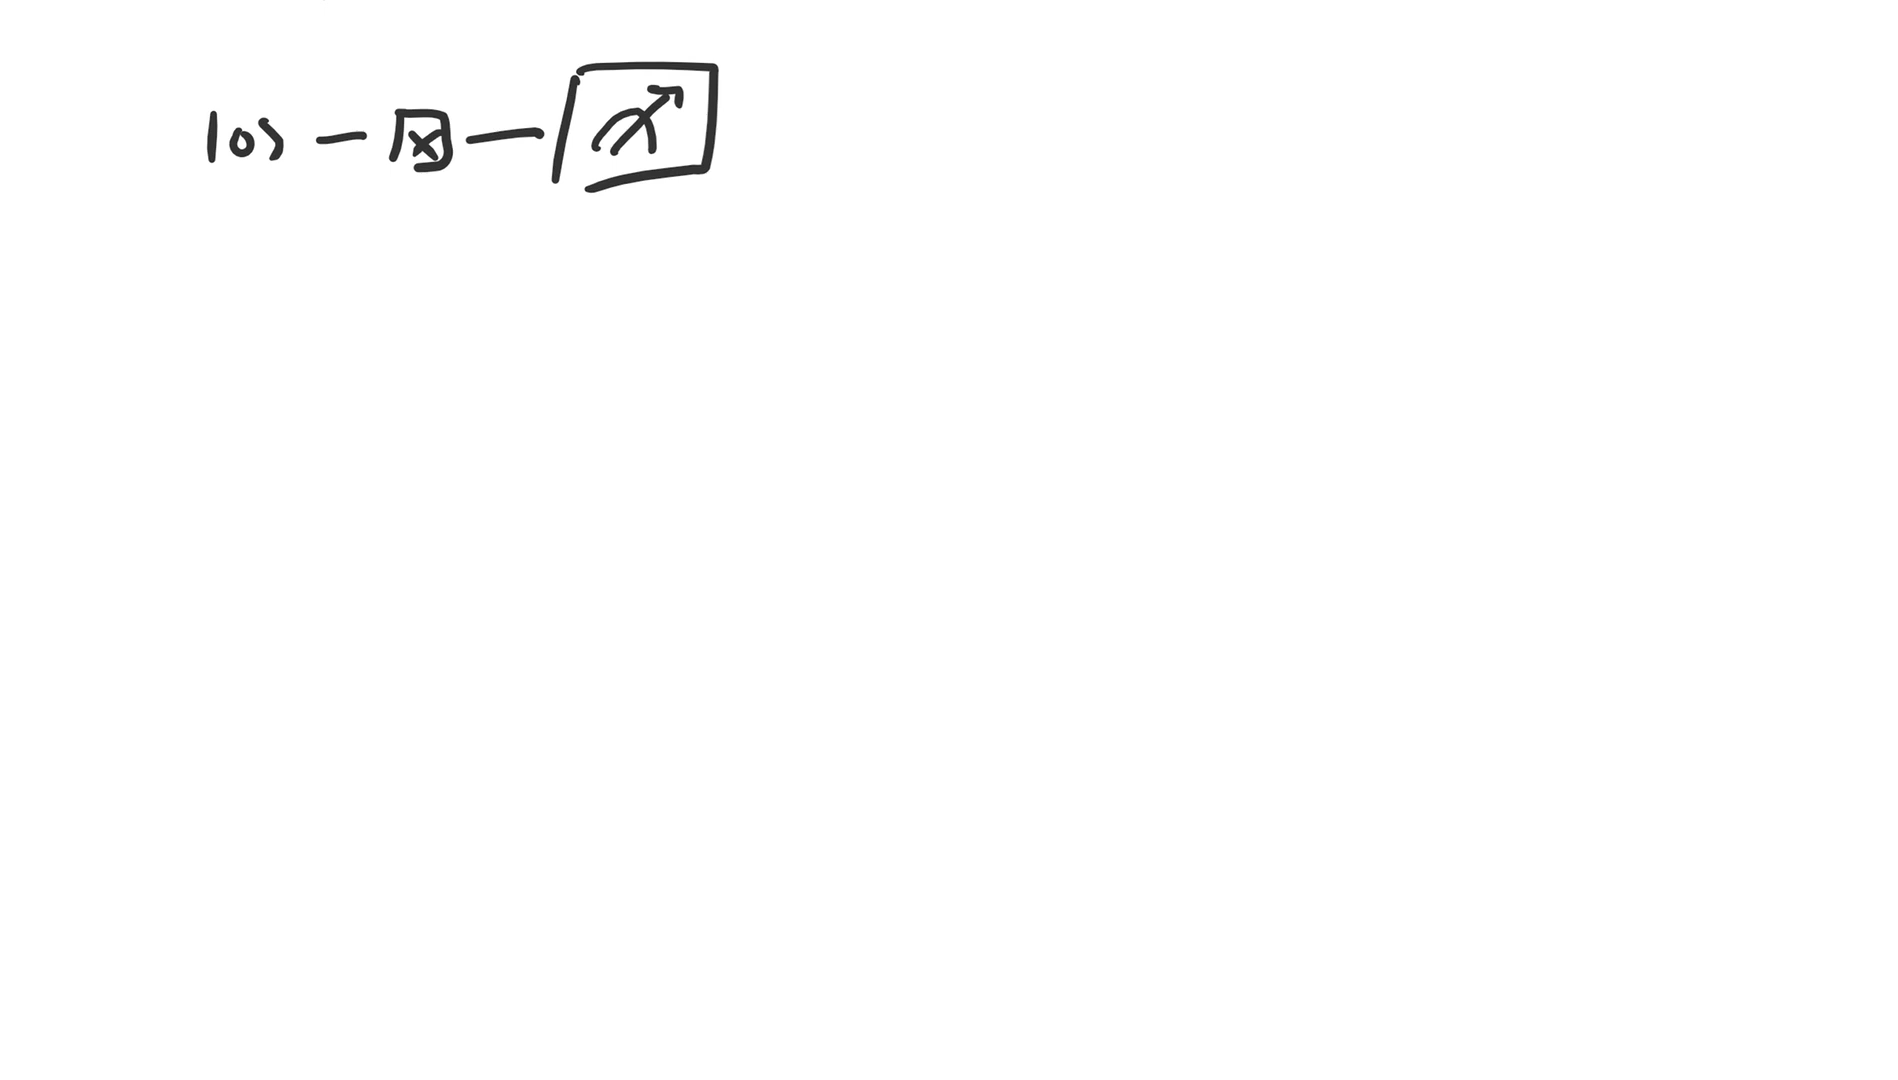 |0> — X —